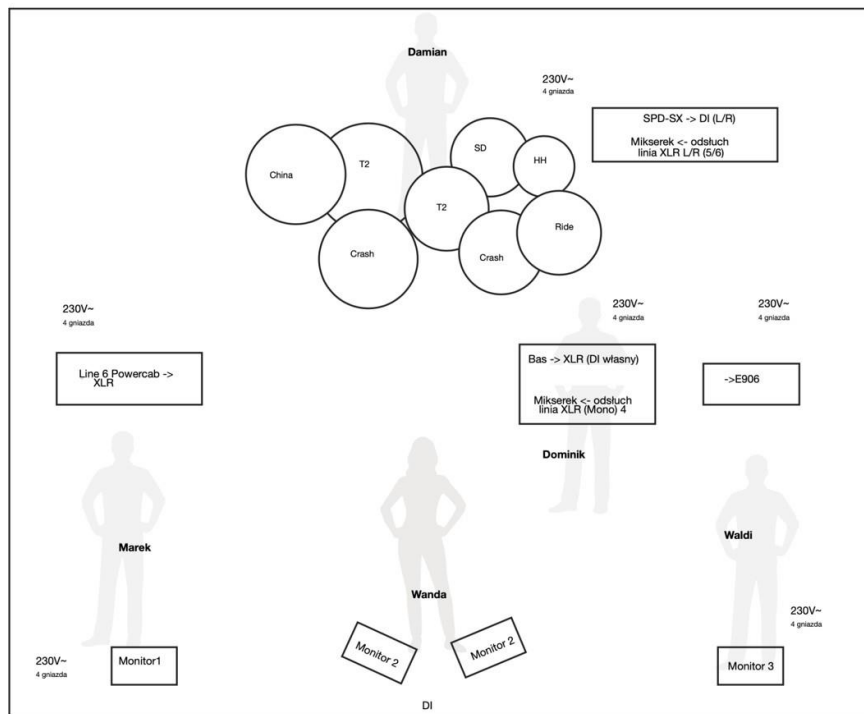 Damian
230V~
4 gniazda
SPD-SX -> DI (L/R)
Mikserek <- odsłuch
linia XLR L/R (5/6)
China
T2
SD
HH
T2
Ride
Crash
Crash
230V~
4 gniazda
230V~
4 gniazda
230V~
4 gniazda
Line 6 Powercab ->
XLR
Bas -> XLR (DI własny)
Mikserek <- odsłuch
linia XLR (Mono) 4
->E906
Dominik
Marek
Waldi
Wanda
230V~
4 gniazda
230V~
4 gniazda
Monitor1
Monitor 2
Monitor 2
Monitor 3
DI